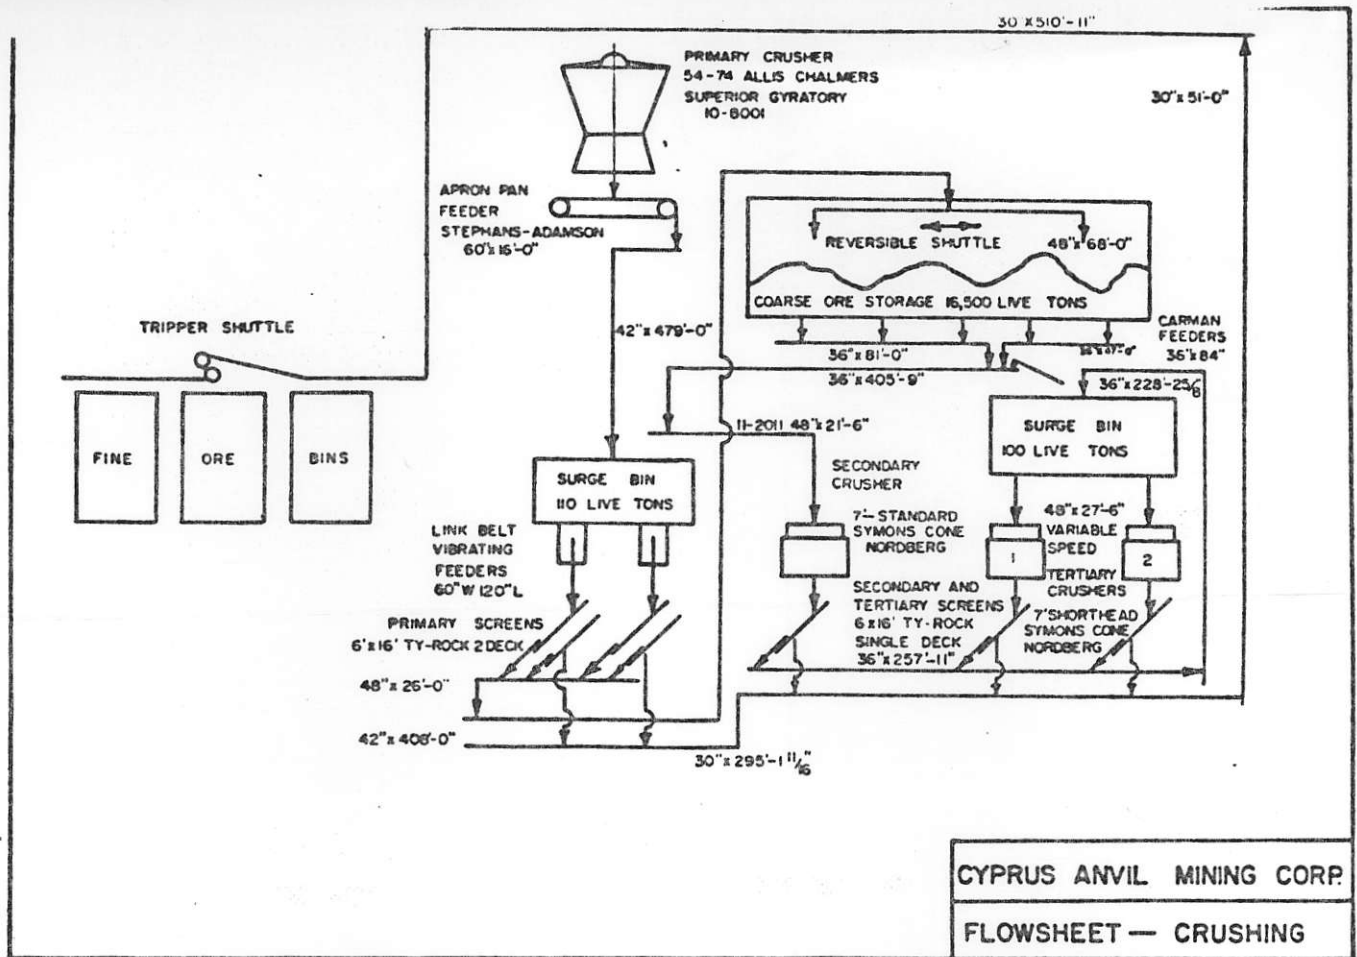 30 X 510'-11"
PRIMARY CRUSHER
54-74 ALLIS CHALMERS
SUPERIOR GYRATORY
10-8001
30"x 51'-0"
APRON PAN
FEEDER
STEPHANS-ADAMSON
60"x 16'-0"
REVERSIBLE SHUTTLE
48"x 68'-0"
COARSE ORE STORAGE 16,500 LIVE TONS
TRIPPER SHUTTLE
42"x 479'-0"
CARMAN
FEEDERS
36"x 84"
36"x 81'-0"
36"x 405'-9"
36"x 228'-2 5/8
11-2011 48"x 21'-6"
SURGE BIN
100 LIVE TONS
FINE
ORE
BINS
SURGE BIN
110 LIVE TONS
SECONDARY
CRUSHER
LINK BELT
VIBRATING
FEEDERS
60"W 120"L
7'-STANDARD
SYMONS CONE
NORDBERG
48"x 27'-6"
VARIABLE
SPEED
1
2
TERTIARY
CRUSHERS
SECONDARY AND
TERTIARY SCREENS
6 x 16' TY-ROCK
SINGLE DECK
36"x 257'-11"
7'SHORTHEAD
SYMONS CONE
NORDBERG
PRIMARY SCREENS
6'x 16' TY-ROCK 2 DECK
48"x 26'-0"
42"x 408'-0"
30"x 295'-1 11/16"
CYPRUS ANVIL MINING CORP.
FLOWSHEET — CRUSHING